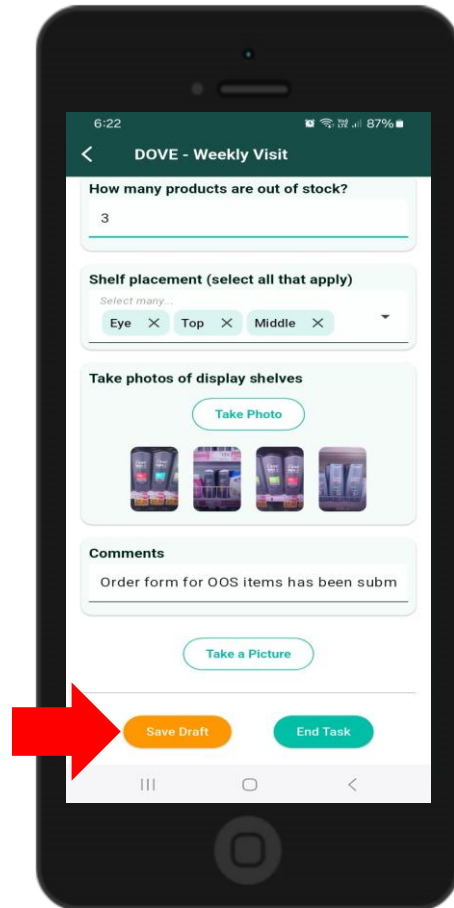 6:22
87%
DOVE - Weekly Visit
How many products are out of stock?
3
Shelf placement (select all that apply)
Select many...
Eye Top Middle
Take photos of display shelves
Take Photo
Comments
Order form for OOS items has been subm
Take a Picture
Save Draft End Task